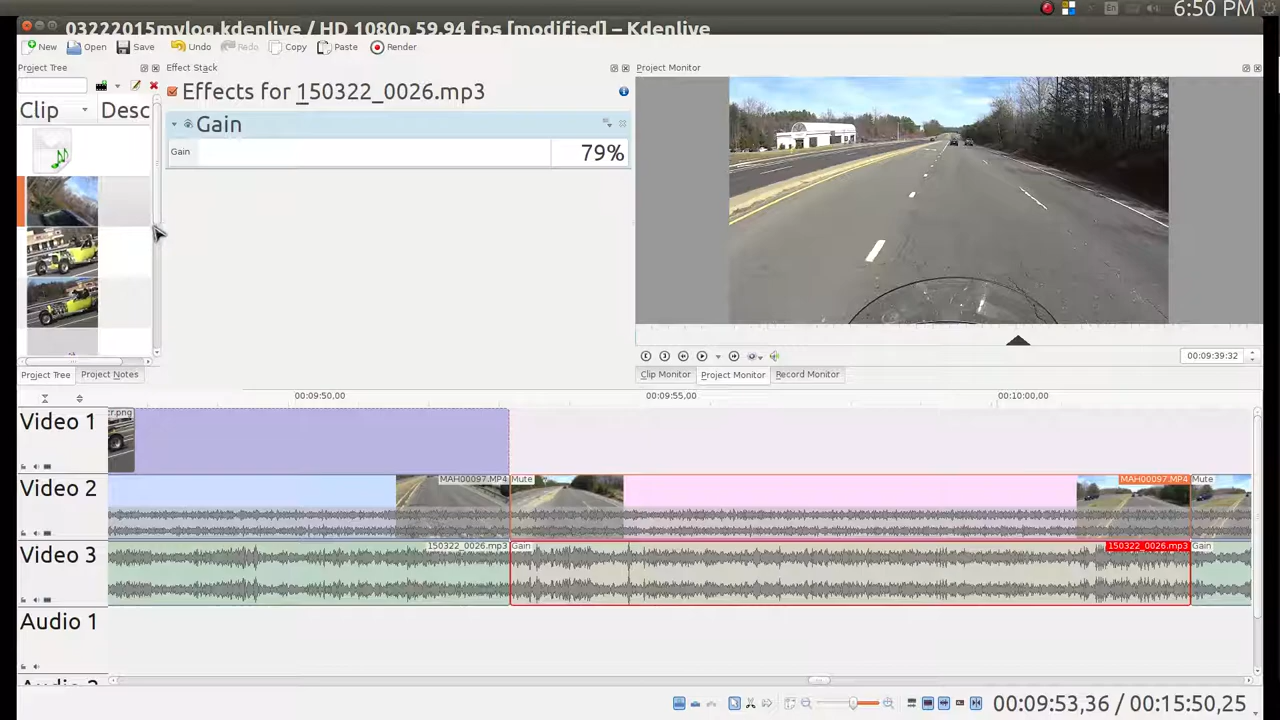 En
6:50 PM
03222015mvlog.kdenlive / HD 1080p 59.94 fps [modified] – Kdenlive
New Open Save Undo Redo Copy Paste Render
Project Tree
Effect Stack
Project Monitor
Effects for 150322_0026.mp3
Clip Desc
Gain
Gain
79%
00:09:39:32
Project Tree Project Notes
Clip Monitor Project Monitor Record Monitor
00:09:50,00 00:09:55,00 00:10:00,00
Video 1
cr.png
Video 2
MAH00097.MP4 Mute MAH00097.MP4 Mute
Video 3
150322_0026.mp3 Gain 150322_0026.mp3 Gain
Audio 1
00:09:53,36 / 00:15:50,25